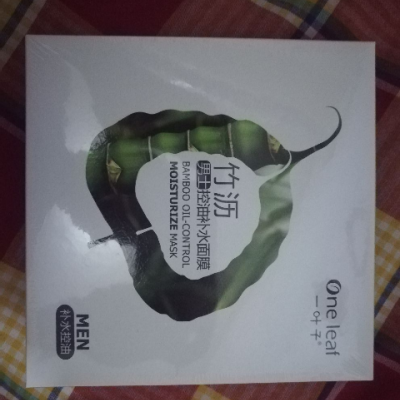 One leaf
一叶子®
竹沥
男士控油补水面膜
BAMBOO OIL-CONTROL
MOISTURIZE MASK
MEN
补水控油